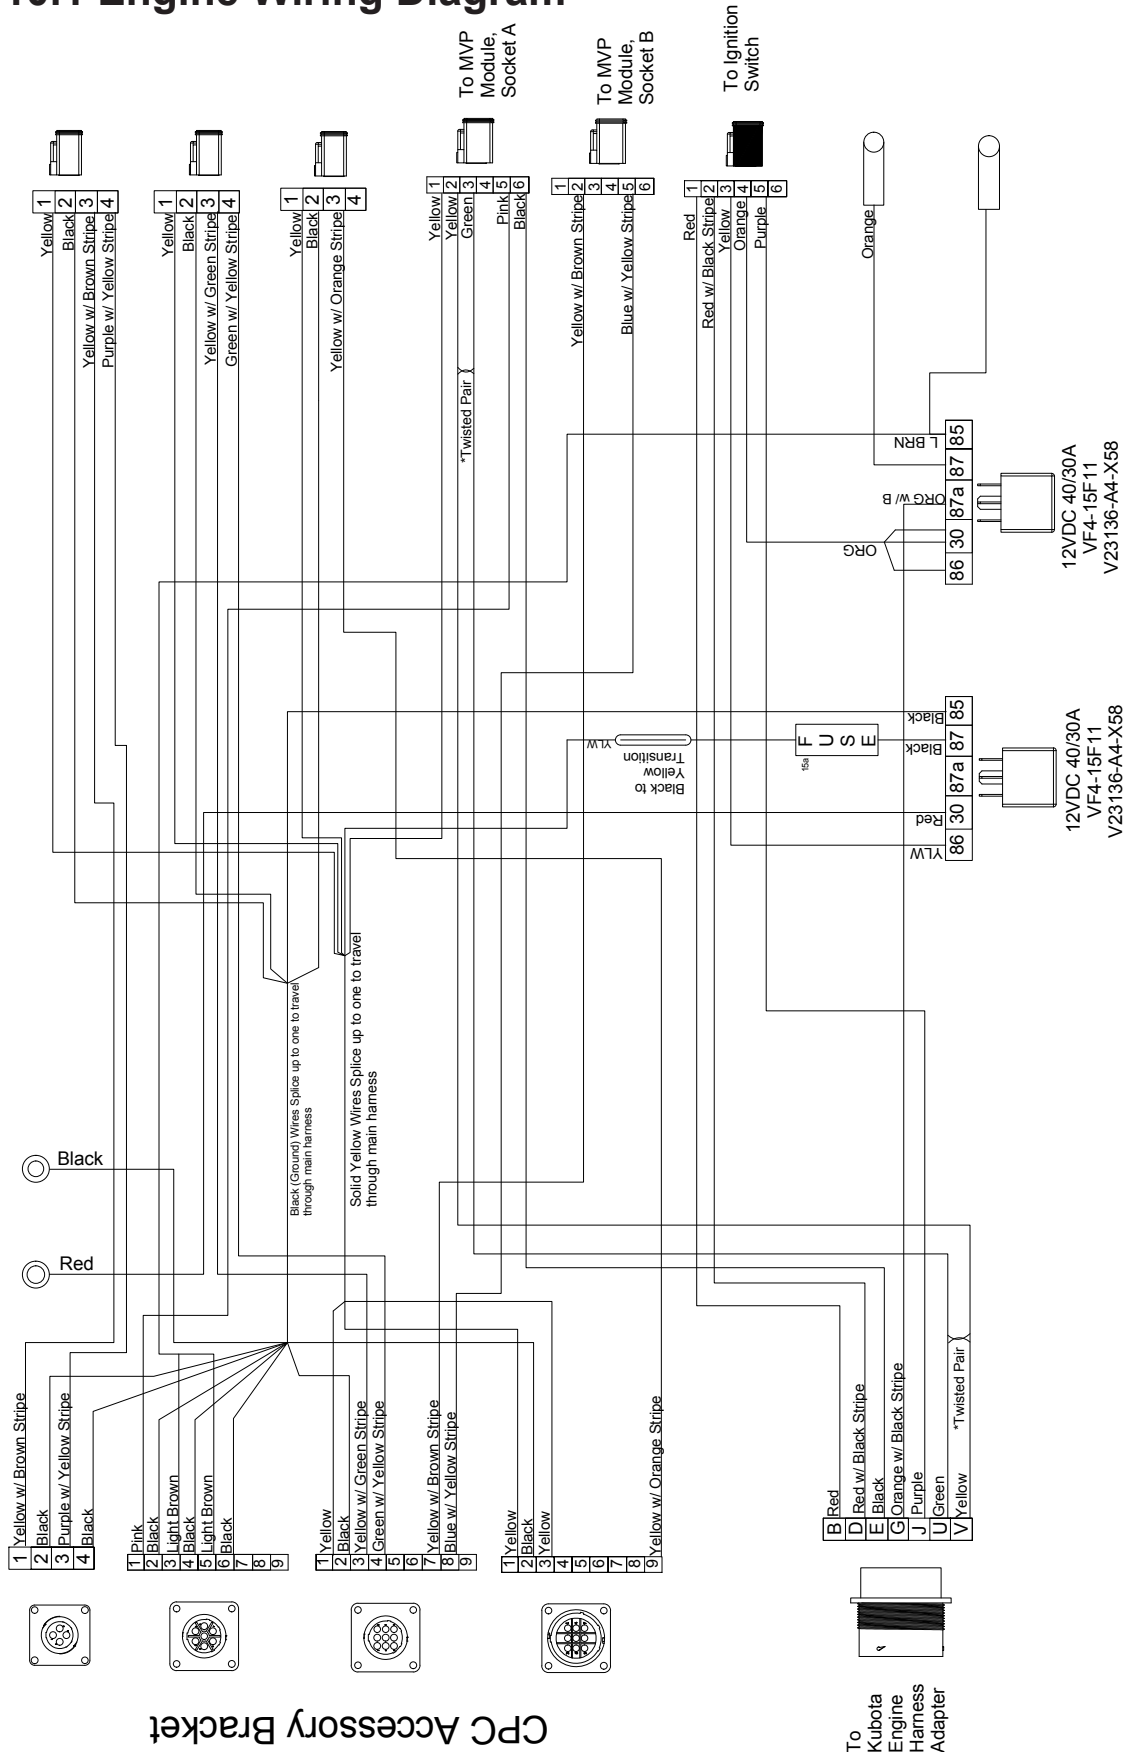 Engine Wiring Diagram
To MVP
Module,
Socket A
To MVP
Module,
Socket B
To Ignition
Switch
1 Yellow
2 Black
3 Yellow w/ Brown Stripe
4 Purple w/ Yellow Stripe
1 Yellow
2 Black
3 Yellow w/ Green Stripe
4 Green w/ Yellow Stripe
1 Yellow
2 Black
3 Yellow w/ Orange Stripe
4
1 Yellow
2 Yellow
3 Green
4
5 Pink
6 Black
*Twisted Pair
1
2 Yellow w/ Brown Stripe
3
4
5 Blue w/ Yellow Stripe
6
1 Red
2 Red w/ Black Stripe
3 Yellow
4 Orange
5 Purple
6
Orange
L BRN
ORG w/ B
ORG
86 30 87a 87 85
12VDC 40/30A
VF4-15F11
V23136-A4-X58
Black
Black
Red
YLW
86 30 87a 87 85
12VDC 40/30A
VF4-15F11
V23136-A4-X58
FUSE
15a
YLW
Black to
Yellow
Transition
Black (Ground) Wires Splice up to one to travel
through main harness
Solid Yellow Wires Splice up to one to travel
through main harness
Black
Red
1 Yellow w/ Brown Stripe
2 Black
3 Purple w/ Yellow Stripe
4 Black
1 Pink
2 Black
3 Light Brown
4 Black
5 Light Brown
6 Black
7
8
9
1 Yellow
2 Black
3 Yellow w/ Green Stripe
4 Green w/ Yellow Stripe
5
6
7 Yellow w/ Brown Stripe
8 Blue w/ Yellow Stripe
9
1 Yellow
2 Black
3 Yellow
4
5
6
7
8
9 Yellow w/ Orange Stripe
B Red
D Red w/ Black Stripe
E Black
G Orange w/ Black Stripe
J Purple
U Green
V Yellow
*Twisted Pair
CPC Accessory Bracket
To
Kubota
Engine
Harness
Adapter